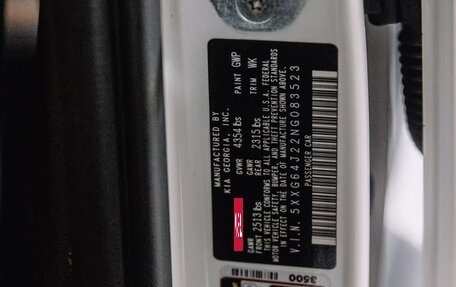 MANUFACTURED BY
KIA GEORGIA, INC.
GVWR 4354 lbs PAINT GWP
GAWR FRONT 2513 lbs GAWR REAR 2315 lbs TRIM WK
THIS VEHICLE CONFORMS TO ALL APPLICABLE U.S.A. FEDERAL
MOTOR VEHICLE SAFETY, BUMPER, AND THEFT PREVENTION STANDARDS
IN EFFECT ON THE DATE OF MANUFACTURE SHOWN ABOVE.
V.I.N. 5XXG64J22NG083523
PASSENGER CAR
3500